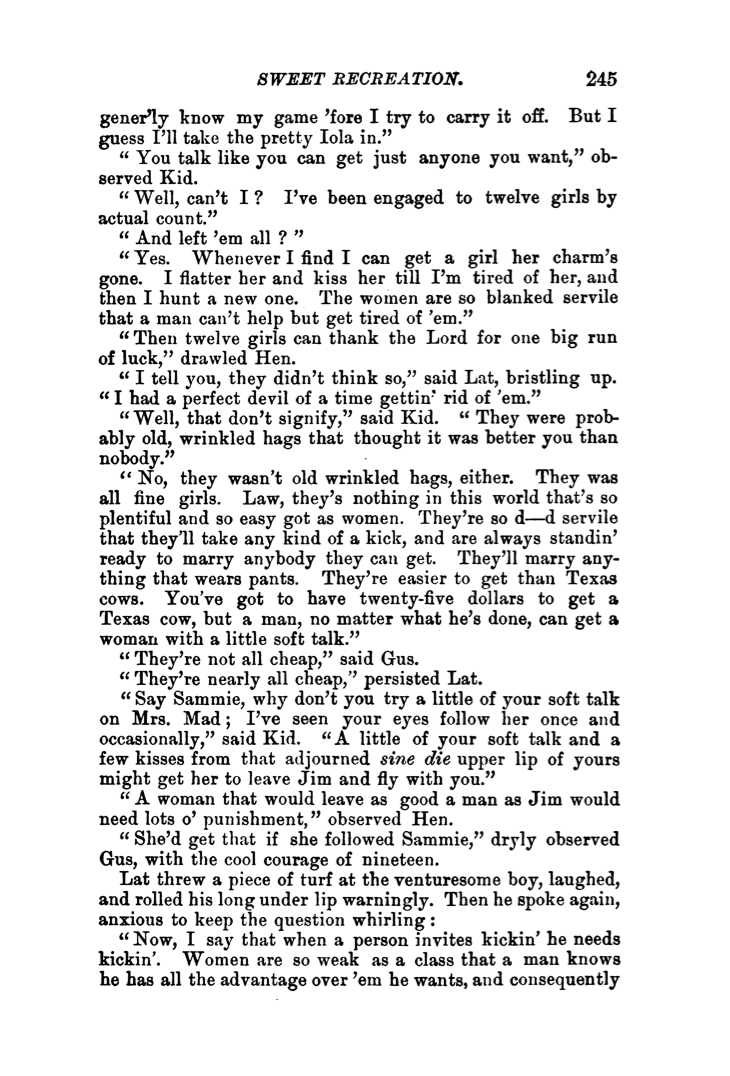 SWEET RECREATION. 245
gener'ly know my game 'fore I try to carry it off. But I
guess I'll take the pretty Iola in.”
“ You talk like you can get just anyone you want,” ob-
served Kid.
“ Well, can't I ? I've been engaged to twelve girls by
actual count.”
“ And left 'em all ? ”
“ Yes. Whenever I find I can get a girl her charm's
gone. I flatter her and kiss her till I'm tired of her, and
then I hunt a new one. The women are so blanked servile
that a man can't help but get tired of 'em.”
“ Then twelve girls can thank the Lord for one big run
of luck,” drawled Hen.
“ I tell you, they didn't think so,” said Lat, bristling up.
“ I had a perfect devil of a time gettin' rid of 'em.”
“ Well, that don't signify,” said Kid. “ They were prob-
ably old, wrinkled hags that thought it was better you than
nobody.”
“ No, they wasn't old wrinkled hags, either. They was
all fine girls. Law, they's nothing in this world that's so
plentiful and so easy got as women. They're so d—d servile
that they'll take any kind of a kick, and are always standin'
ready to marry anybody they can get. They'll marry any-
thing that wears pants. They're easier to get than Texas
cows. You've got to have twenty-five dollars to get a
Texas cow, but a man, no matter what he's done, can get a
woman with a little soft talk.”
“ They're not all cheap,” said Gus.
“ They're nearly all cheap,” persisted Lat.
“ Say Sammie, why don't you try a little of your soft talk
on Mrs. Mad ; I've seen your eyes follow her once and
occasionally,” said Kid. “ A little of your soft talk and a
few kisses from that adjourned sine die upper lip of yours
might get her to leave Jim and fly with you.”
“ A woman that would leave as good a man as Jim would
need lots o' punishment,” observed Hen.
“ She'd get that if she followed Sammie,” dryly observed
Gus, with the cool courage of nineteen.
Lat threw a piece of turf at the venturesome boy, laughed,
and rolled his long under lip warningly. Then he spoke again,
anxious to keep the question whirling :
“ Now, I say that when a person invites kickin' he needs
kickin'. Women are so weak as a class that a man knows
he has all the advantage over 'em he wants, and consequently